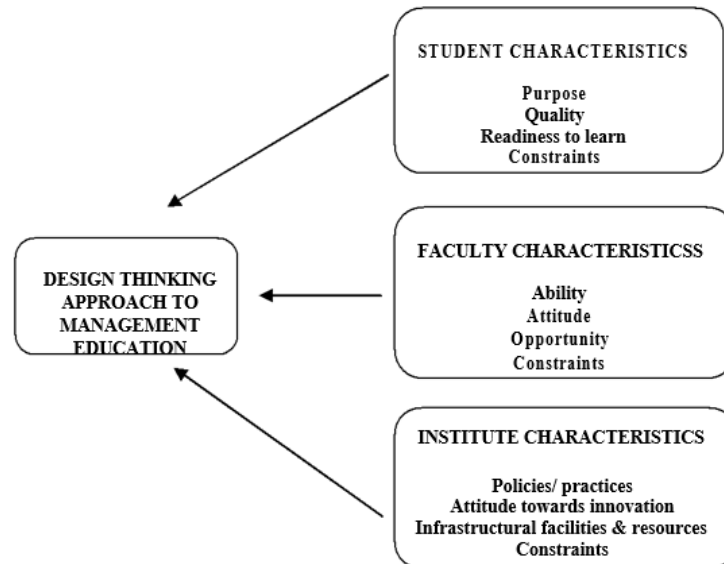 STUDENT CHARACTERISTICS
Purpose
Quality
Readiness to learn
Constraints
DESIGN THINKING
APPROACH TO
MANAGEMENT
EDUCATION
FACULTY CHARACTERISTICSS
Ability
Attitude
Opportunity
Constraints
INSTITUTE CHARACTERISTICS
Policies/ practices
Attitude towards innovation
Infrastructural facilities & resources
Constraints